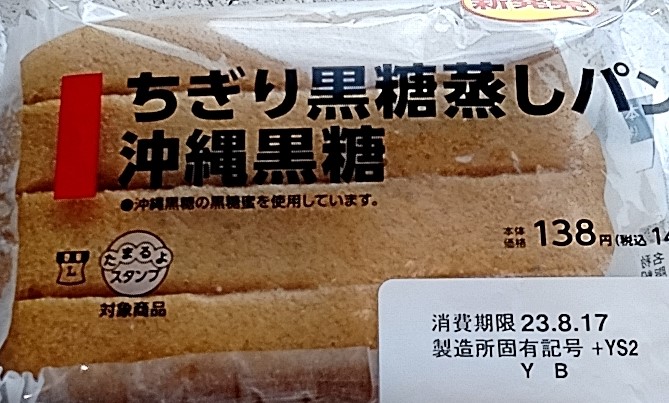 新発売
ちぎり黒糖蒸しパン
沖縄黒糖
●沖縄黒糖の黒糖蜜を使用しています。
本体価格 138円(税込 14
L
たまるよ
スタンプ
対象商品
消費期限 23.8.17
製造所固有記号 +YS2
Y B